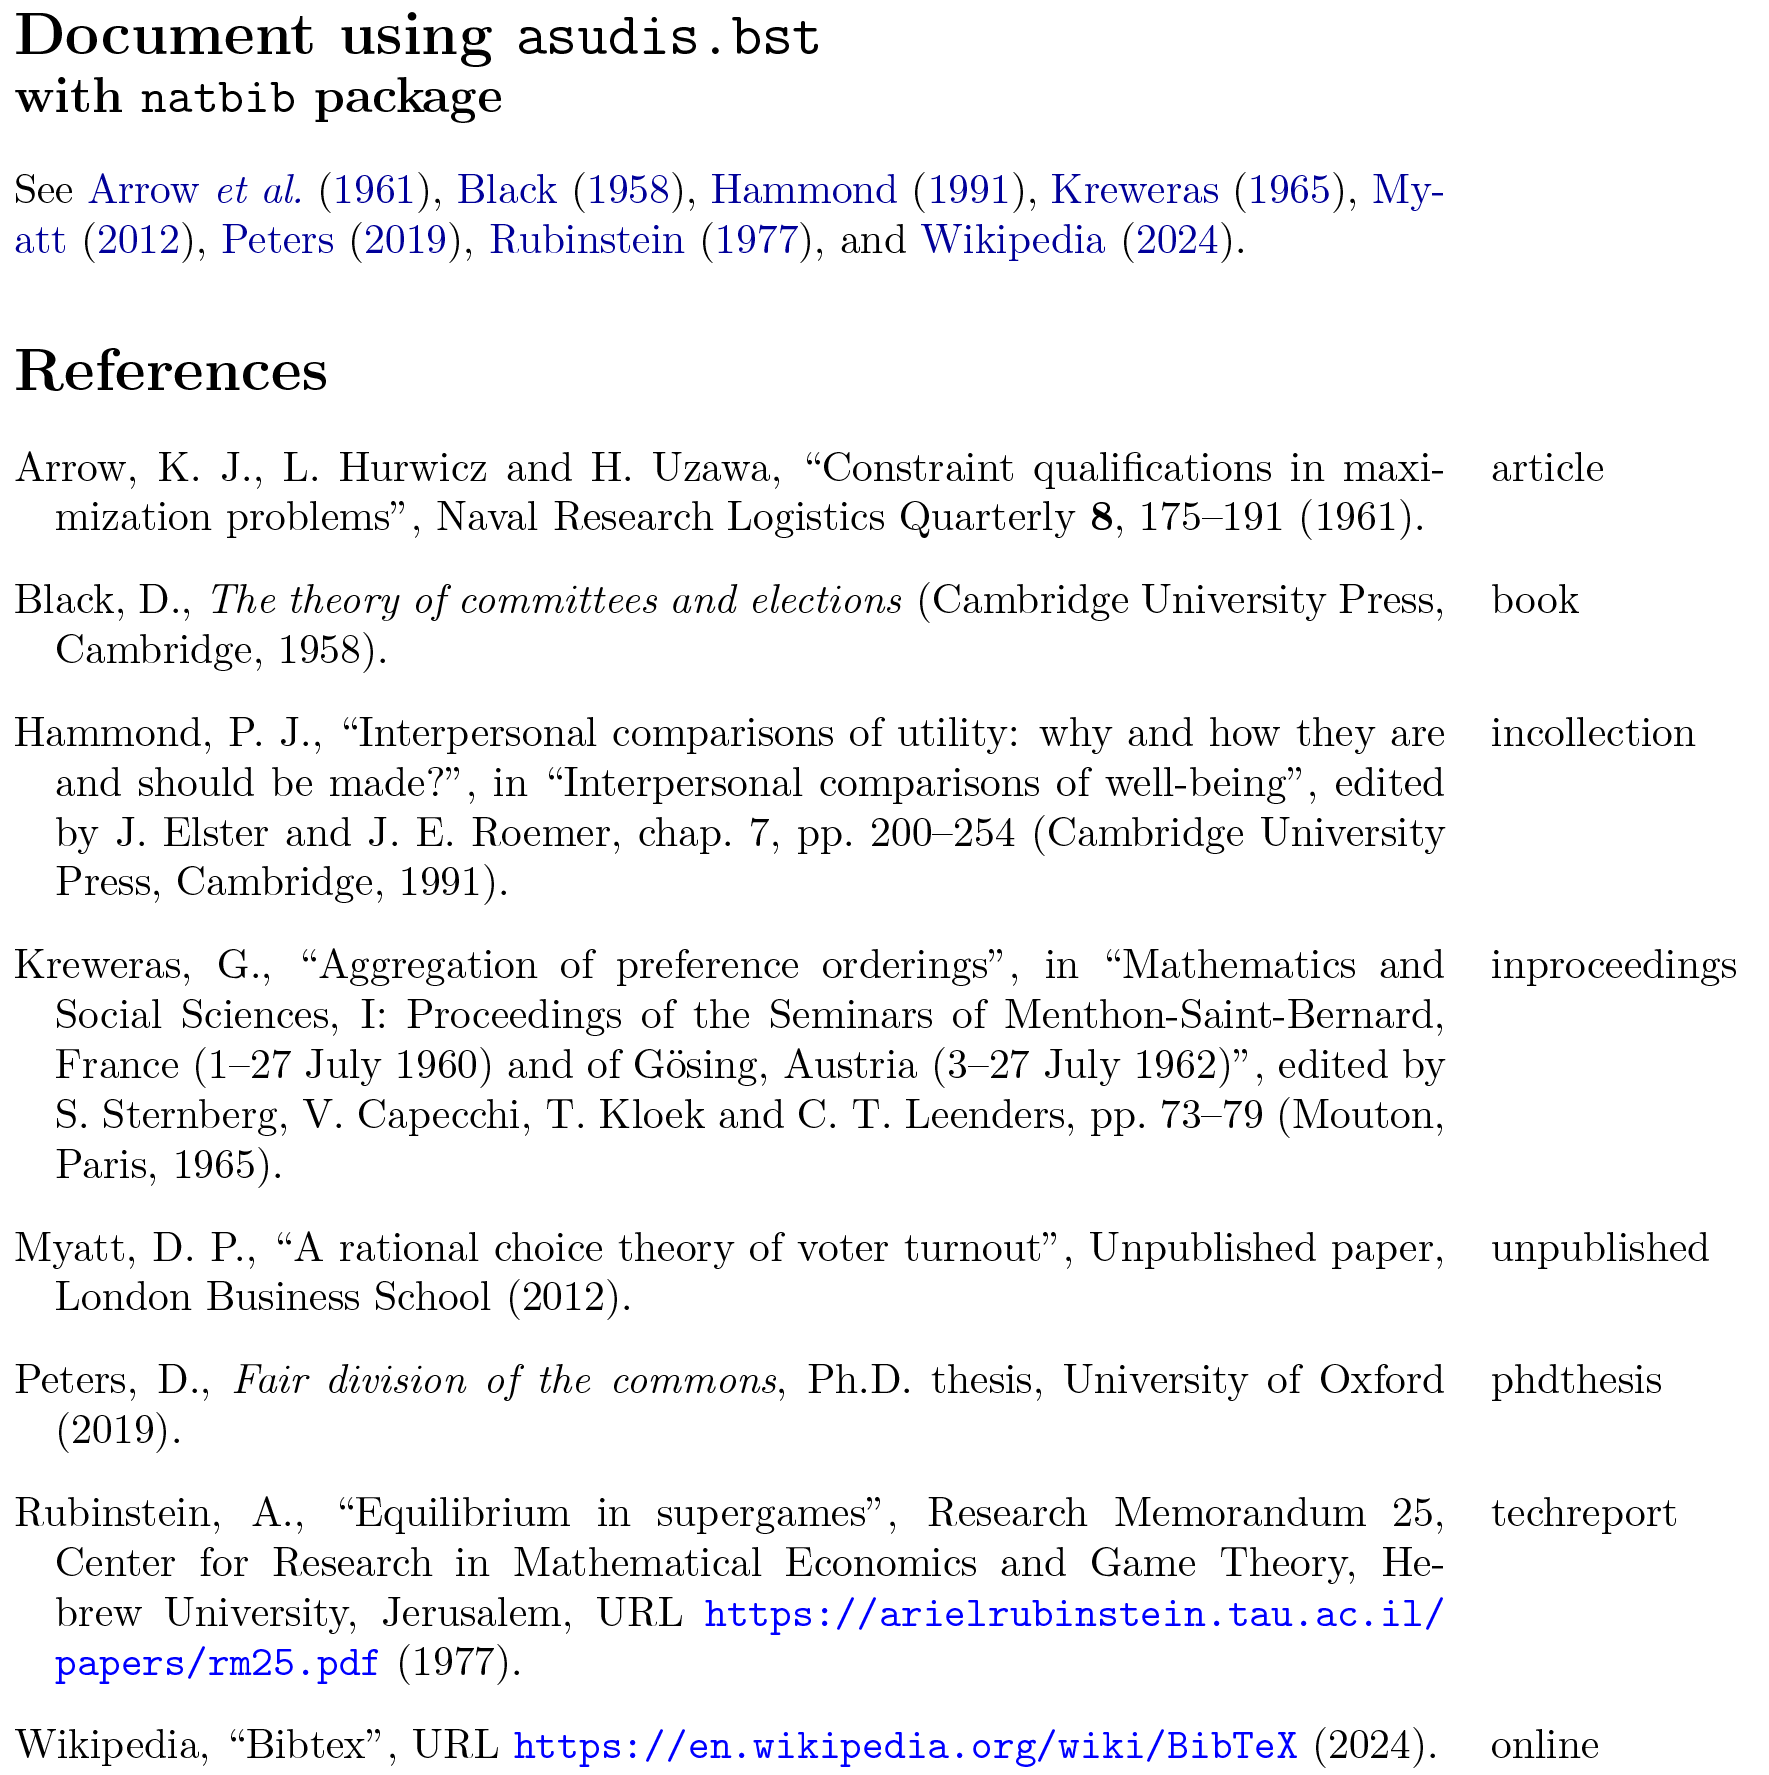 Document using asudis.bst
with natbib package
See Arrow et al. (1961), Black (1958), Hammond (1991), Kreweras (1965), My-
att (2012), Peters (2019), Rubinstein (1977), and Wikipedia (2024).
References
Arrow, K. J., L. Hurwicz and H. Uzawa, “Constraint qualifications in maxi- article
mization problems”, Naval Research Logistics Quarterly 8, 175–191 (1961).
Black, D., The theory of committees and elections (Cambridge University Press, book
Cambridge, 1958).
Hammond, P. J., “Interpersonal comparisons of utility: why and how they are incollection
and should be made?”, in “Interpersonal comparisons of well-being”, edited
by J. Elster and J. E. Roemer, chap. 7, pp. 200–254 (Cambridge University
Press, Cambridge, 1991).
Kreweras, G., “Aggregation of preference orderings”, in “Mathematics and inproceedings
Social Sciences, I: Proceedings of the Seminars of Menthon-Saint-Bernard,
France (1–27 July 1960) and of Gösing, Austria (3–27 July 1962)”, edited by
S. Sternberg, V. Capecchi, T. Kloek and C. T. Leenders, pp. 73–79 (Mouton,
Paris, 1965).
Myatt, D. P., “A rational choice theory of voter turnout”, Unpublished paper, unpublished
London Business School (2012).
Peters, D., Fair division of the commons, Ph.D. thesis, University of Oxford phdthesis
(2019).
Rubinstein, A., “Equilibrium in supergames”, Research Memorandum 25, techreport
Center for Research in Mathematical Economics and Game Theory, He-
brew University, Jerusalem, URL https://arielrubinstein.tau.ac.il/
papers/rm25.pdf (1977).
Wikipedia, “Bibtex”, URL https://en.wikipedia.org/wiki/BibTeX (2024). online